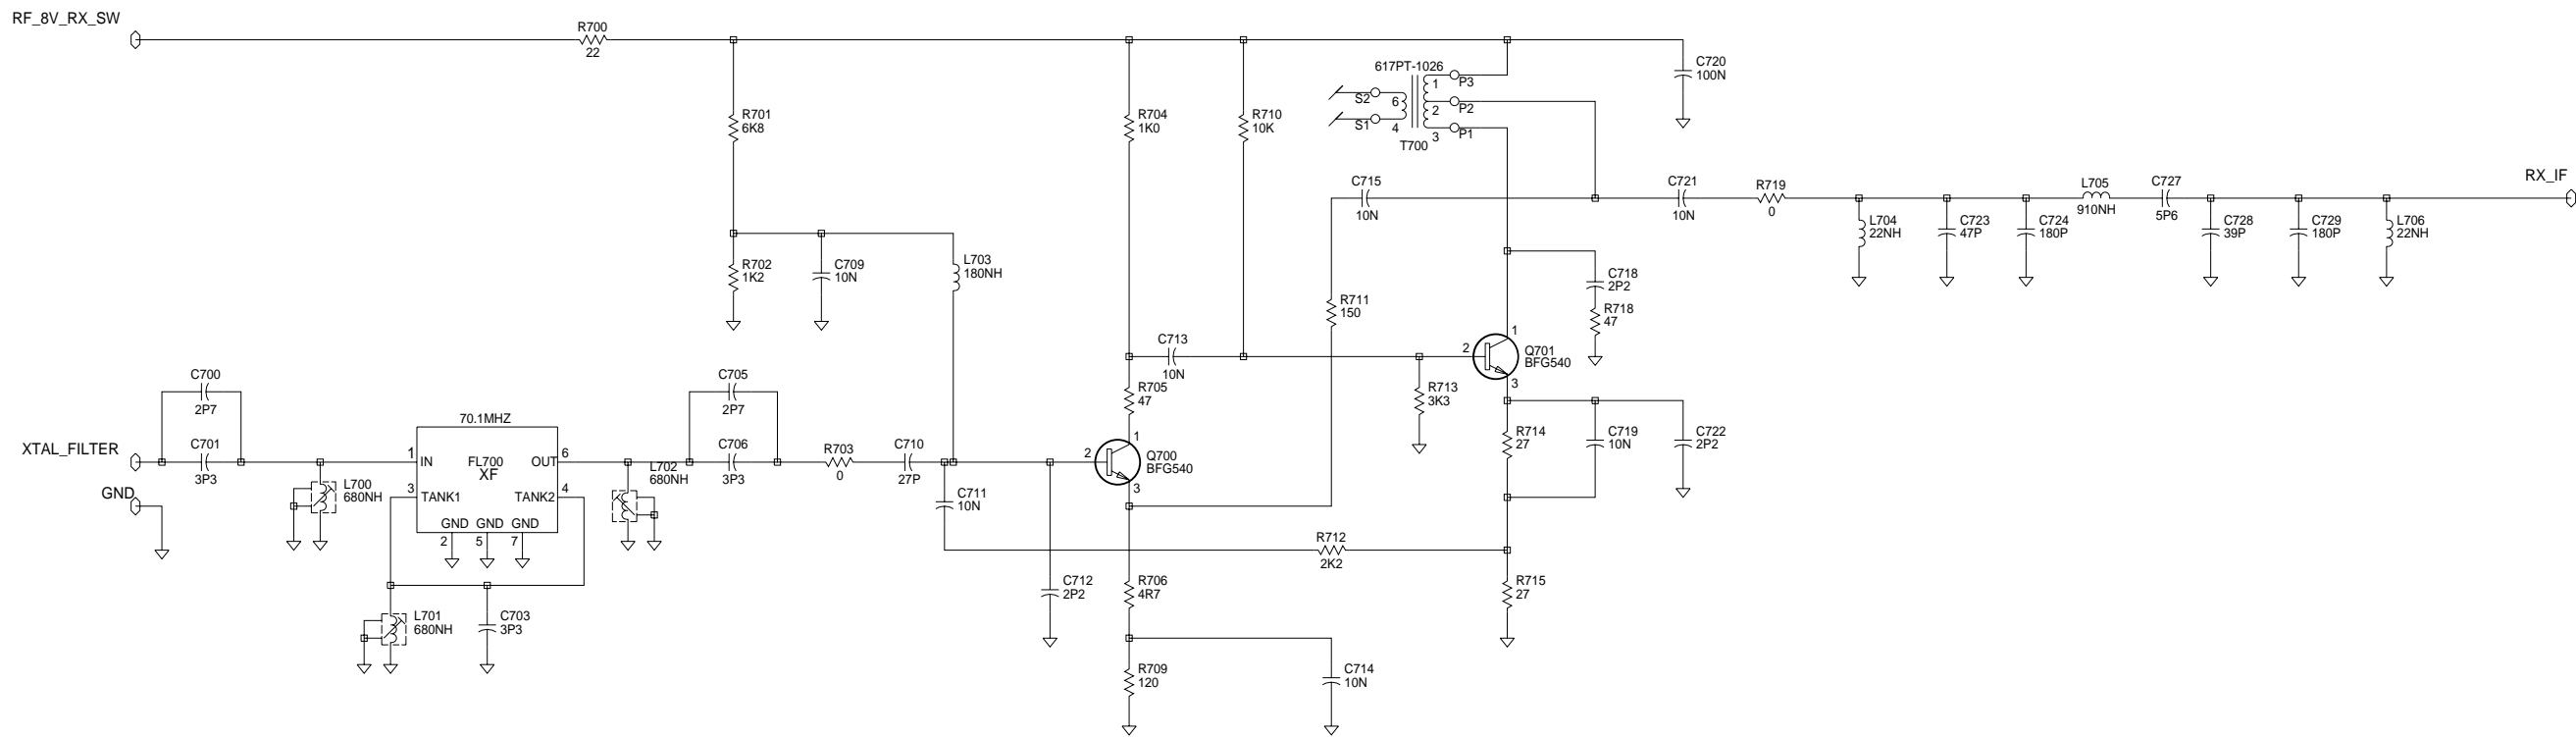 RF_8V_RX_SW
R700
22
R701
6K8
R704
1K0
R710
10K
617PT-1026
S2
S1
6
4
1
2
3
P3
P2
P1
T700
C720
100N
C715
10N
C721
10N
R719
0
L704
22NH
C723
47P
C724
180P
L705
910NH
C727
5P6
C728
39P
C729
180P
L706
22NH
RX_IF
R702
1K2
C709
10N
L703
180NH
R711
150
C718
2P2
R718
47
C713
10N
1
2
3
Q701
BFG540
C700
2P7
C701
3P3
XTAL_FILTER
GND
L700
680NH
70.1MHZ
FL700
XF
1
IN
OUT
6
3
TANK1
TANK2
4
GND GND GND
2
5
7
L702
680NH
C705
2P7
C706
3P3
R703
0
C710
27P
C711
10N
R705
47
1
2
3
Q700
BFG540
R713
3K3
R714
27
C719
10N
C722
2P2
R712
2K2
L701
680NH
C703
3P3
C712
2P2
R706
4R7
R715
27
R709
120
C714
10N